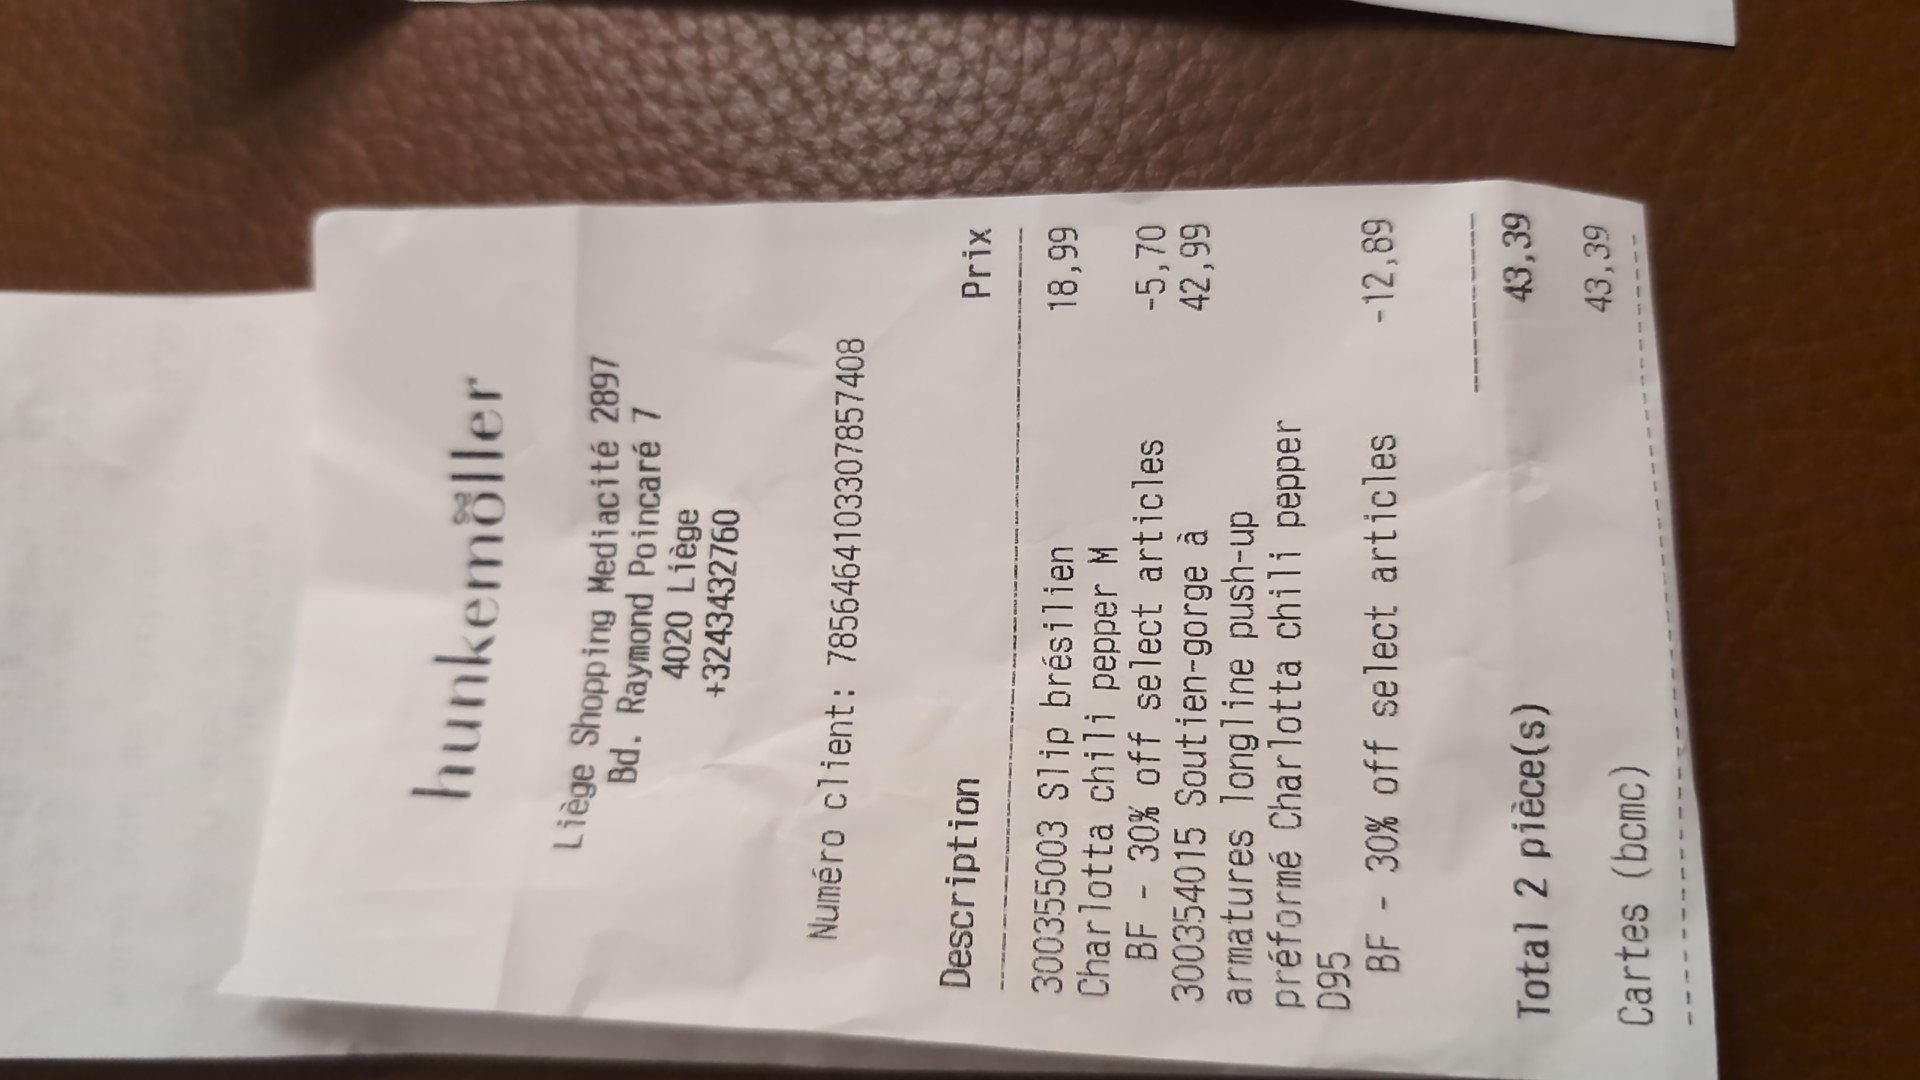 hunkemöller
Liège Shopping Mediacité 2897
Bd. Raymond Poincaré 7
4020 Liège
+3243432760
Numéro client: 7856464103307857408
Description Prix
300355003 Slip brésilien 18,99
Charlotta chili pepper M
BF - 30% off select articles -5,70
300354015 Soutien-gorge à 42,99
armatures longline push-up
préformé Charlotta chili pepper
D95
BF - 30% off select articles -12,89
Total 2 pièce(s) 43,39
Cartes (bcmc) 43,39